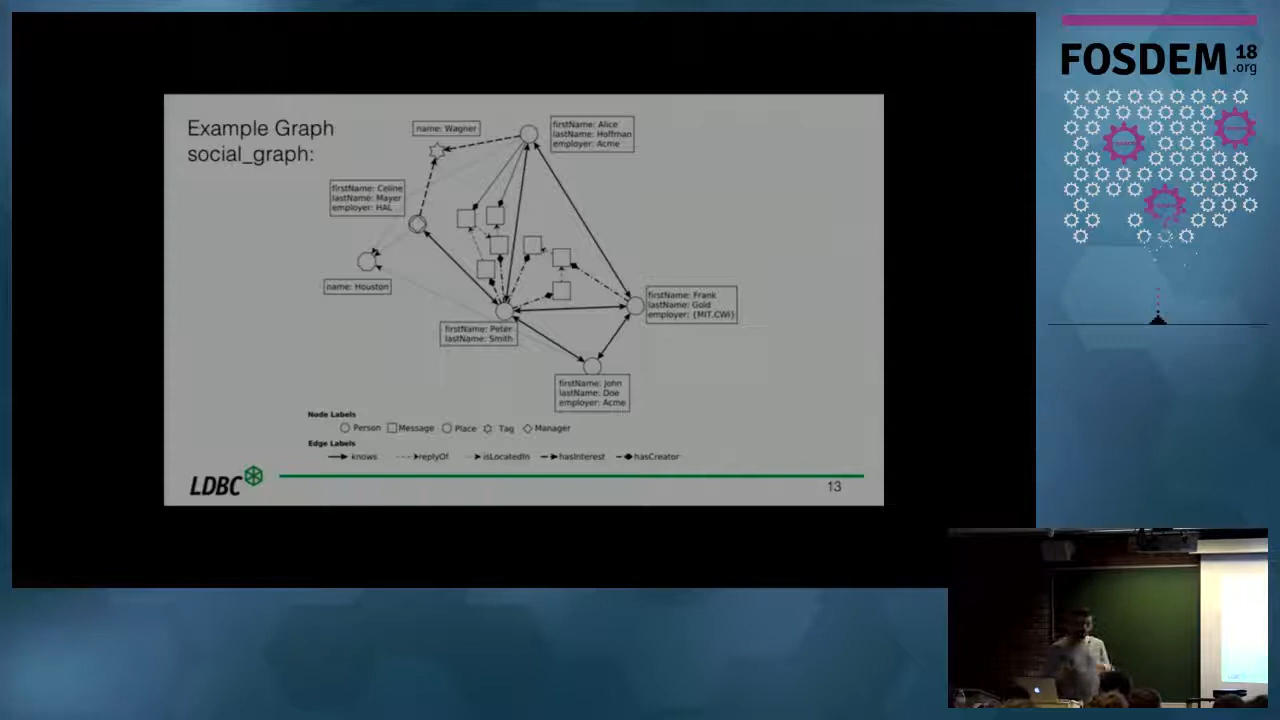 FOSDEM 18
.org
Example Graph
social_graph:
name: Wagner
firstName: Alice
lastName: Hoffman
employer: Acme
firstName: Celine
lastName: Mayer
employer: HAL
name: Houston
firstName: Frank
lastName: Gold
employer: {MIT,CWI}
firstName: Peter
lastName: Smith
firstName: John
lastName: Doe
employer: Acme
Node Labels
Person Message Place Tag Manager
Edge Labels
knows replyOf isLocatedIn hasInterest hasCreator
LDBC
13